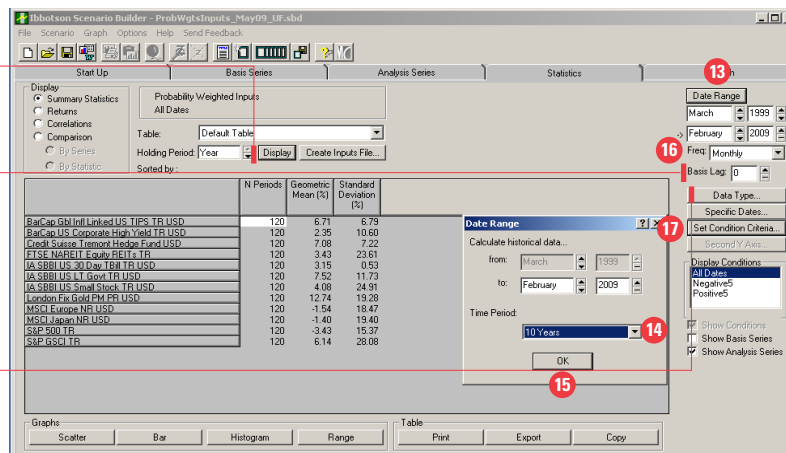 Ibbotson Scenario Builder - ProbWgtsInputs_May09_UF.sbd
File Scenario Graph Options Help Send Feedback
Start Up Basis Series Analysis Series Statistics
13
Display
Summary Statistics
Returns
Correlations
Comparison
By Series
By Statistic
Probability Weighted Inputs
All Dates
Table: Default Table
Holding Period: Year Display Create Inputs File...
Sorted by :
Date Range
March 1999
-> February 2009
16
Freq: Monthly
Basis Lag: 0
Data Type...
Specific Dates...
17
Set Condition Criteria...
Second Y Axis...
Display Conditions
All Dates
Negative5
Positive5
Show Conditions
Show Basis Series
Show Analysis Series
N Periods Geometric Mean (%) Standard Deviation (%)
BarCap Gbl Infl Linked US TIPS TR USD 120 6.71 6.79
BarCap US Corporate High Yield TR USD 120 2.35 10.60
Credit Suisse Tremont Hedge Fund USD 120 7.08 7.22
FTSE NAREIT Equity REITs TR 120 3.43 23.61
IA SBBI US 30 Day TBill TR USD 120 3.15 0.53
IA SBBI US LT Govt TR USD 120 7.52 11.73
IA SBBI US Small Stock TR USD 120 4.08 24.91
London Fix Gold PM PR USD 120 12.74 19.28
MSCI Europe NR USD 120 -1.54 18.47
MSCI Japan NR USD 120 -1.40 19.40
S&P 500 TR 120 -3.43 15.37
S&P GSCI TR 120 6.14 28.08
Date Range
Calculate historical data...
from: March 1999
to: February 2009
Time Period:
10 Years
14
OK
15
Graphs
Scatter Bar Histogram Range
Table
Print Export Copy